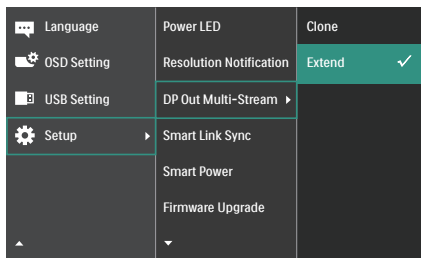 Language
OSD Setting
USB Setting
Setup
Power LED
Resolution Notification
DP Out Multi-Stream
Smart Link Sync
Smart Power
Firmware Upgrade
Clone
Extend